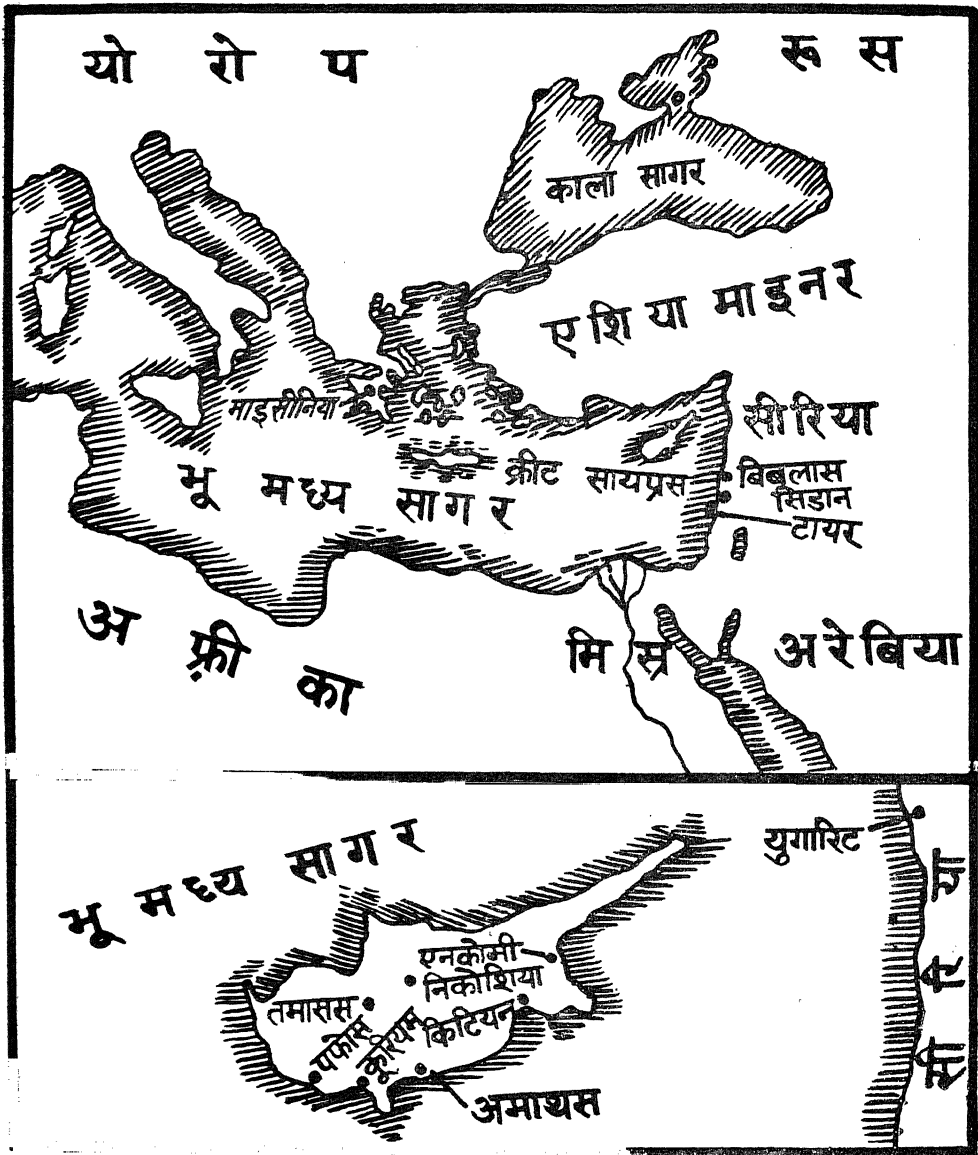 योरोप
रूस
काला सागर
एशिया माइनर
माइसीनिया
सीरिया
क्रीट
सायप्रस
बिबलास
सिडान
टायर
भूमध्य सागर
अफ़्रीका
मिस्र
अरेबिया
भूमध्य सागर
युगारिट
सीरिया
एनकोमी
निकोशिया
तमासस
किटियन
पफोस
कूरियम
अमाथस